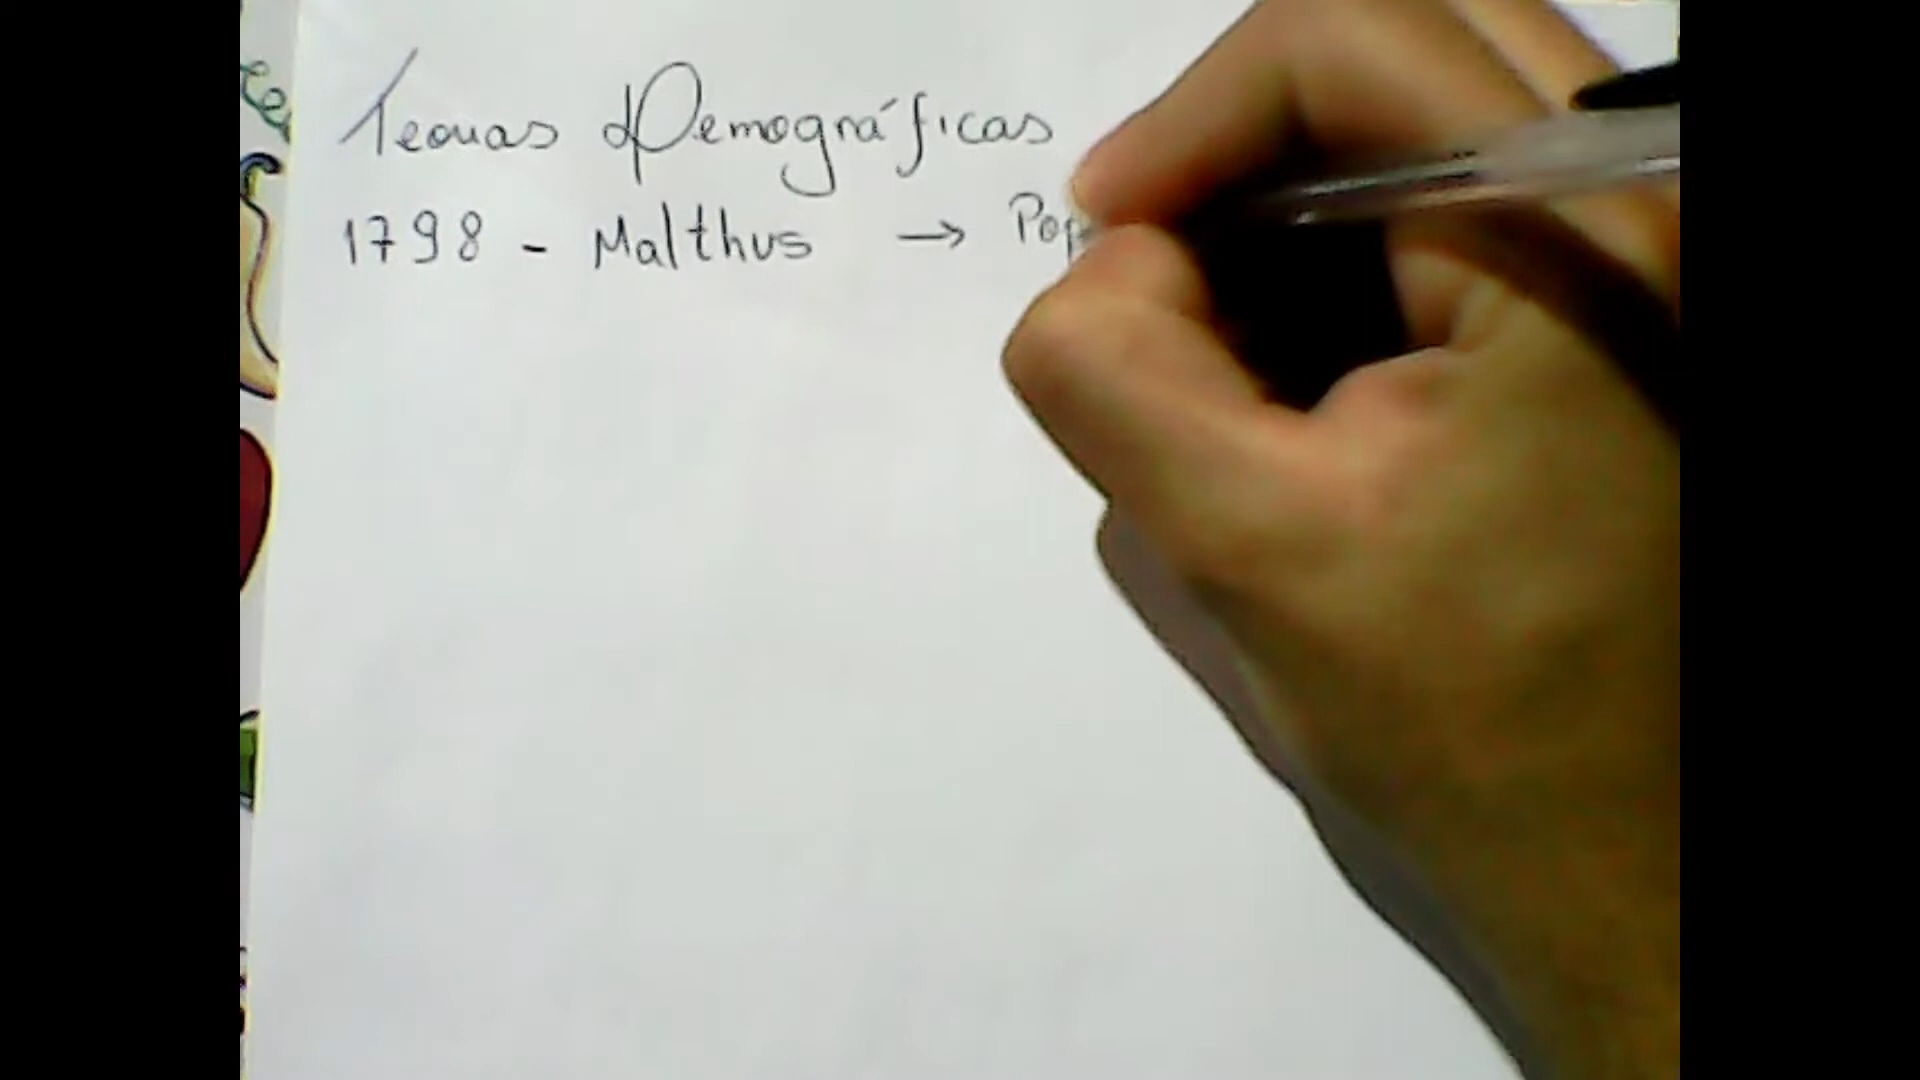 Teorias Demográficas
1798 - Malthus → Pop